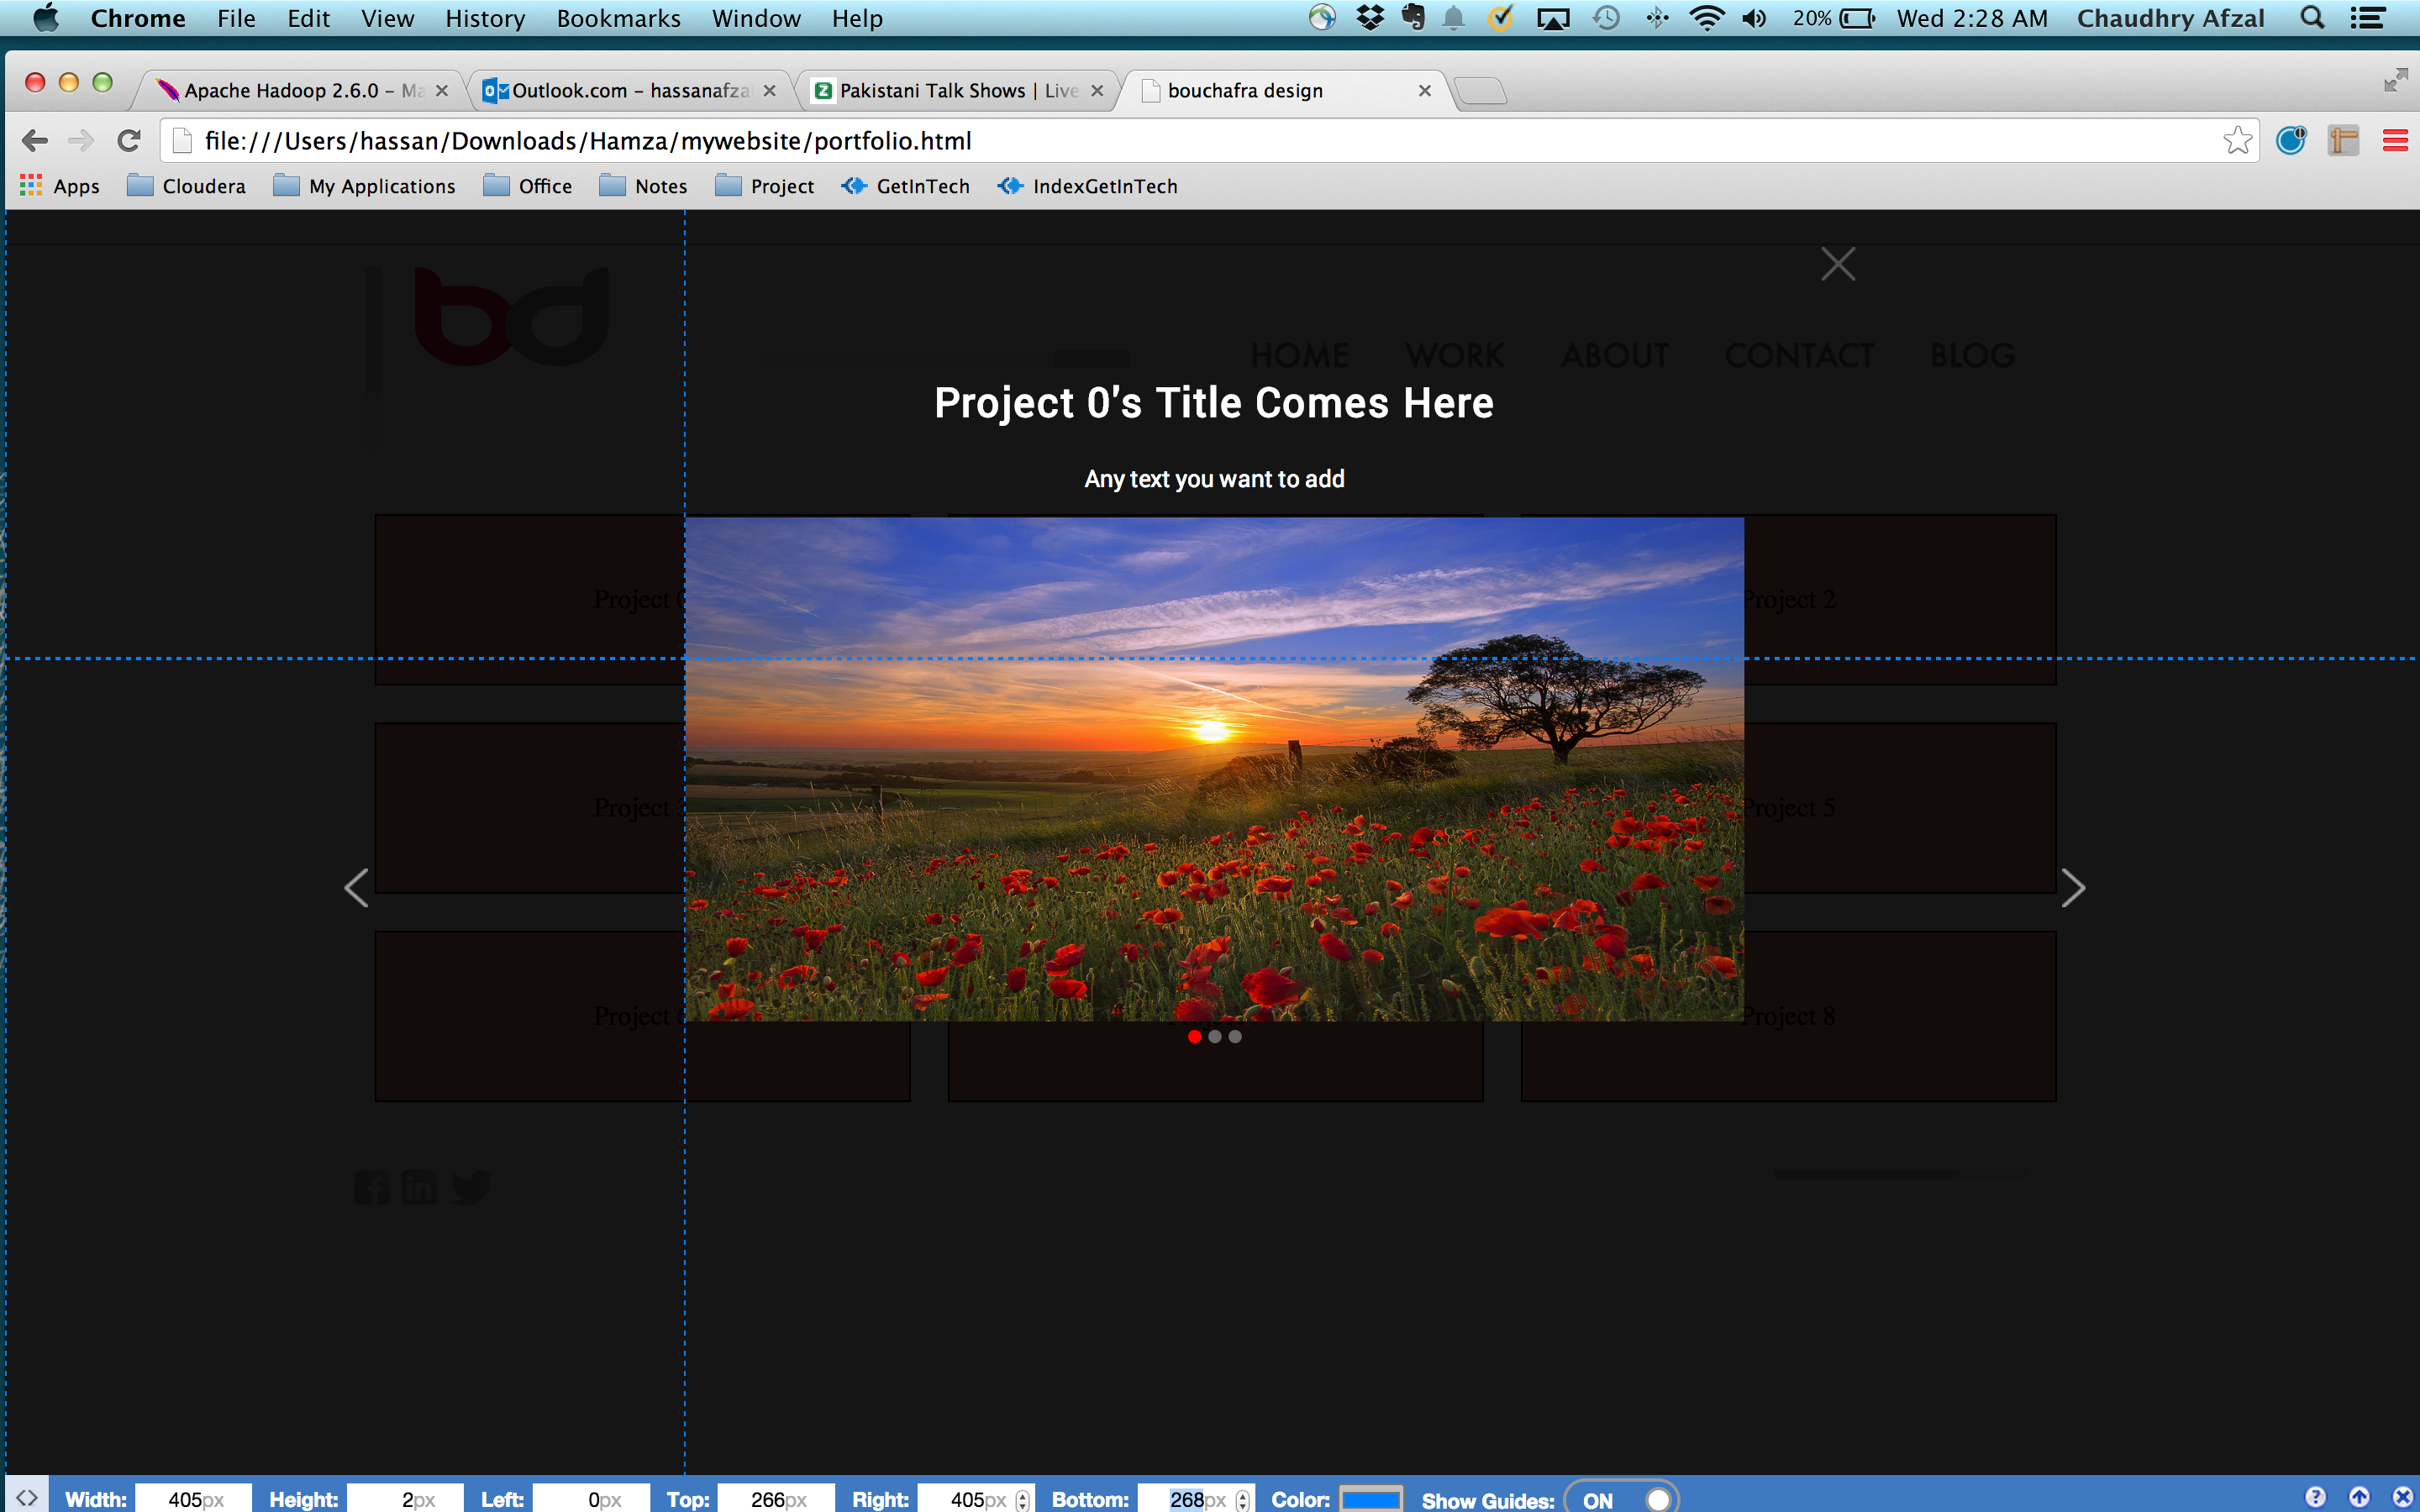 Chrome File Edit View History Bookmarks Window Help 20% Wed 2:28 AM Chaudhry Afzal
Apache Hadoop 2.6.0 – Ma Outlook.com – hassanafza Pakistani Talk Shows | Live bouchafra design
file:///Users/hassan/Downloads/Hamza/mywebsite/portfolio.html
Apps Cloudera My Applications Office Notes Project GetInTech IndexGetInTech
bd
HOME WORK ABOUT CONTACT BLOG
Project 0's Title Comes Here
Any text you want to add
Project Project 2
Project Project 5
Project Project 8
Width: 405px Height: 2px Left: 0px Top: 266px Right: 405px Bottom: 268px Color: Show Guides: ON